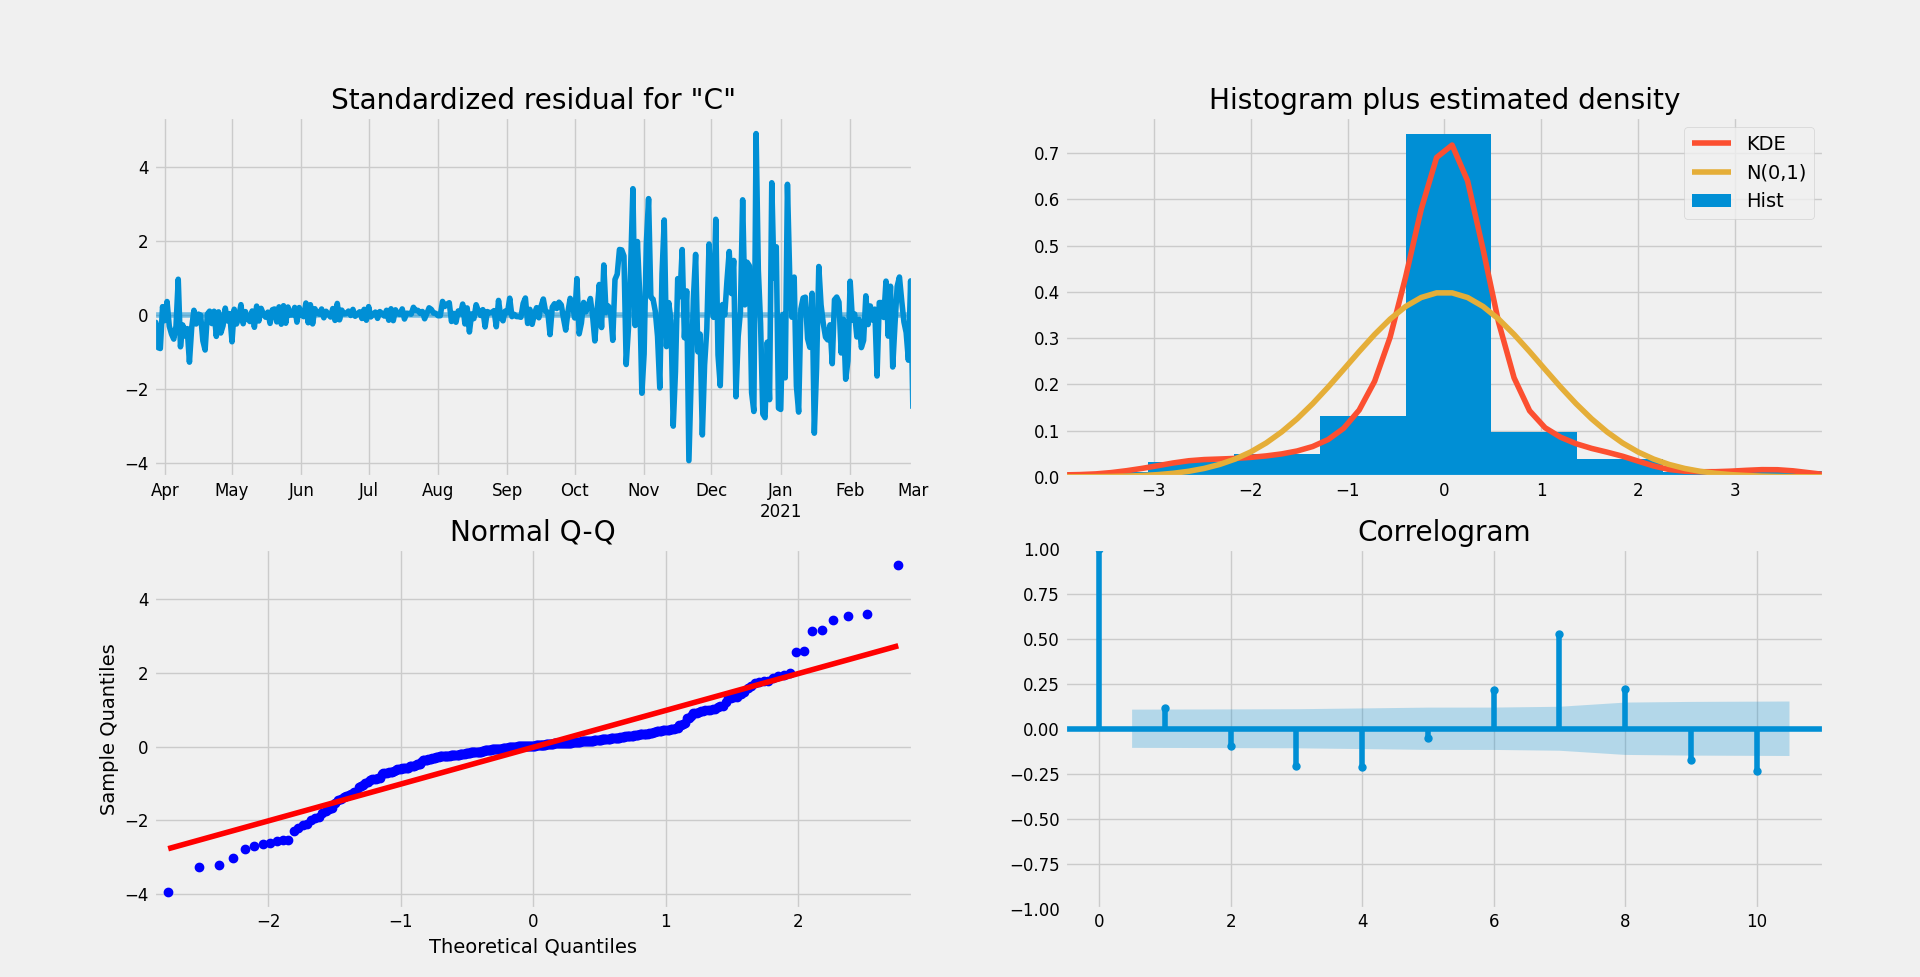 Standardized residual for "C"
4
2
0
−2
−4
Apr May Jun Jul Aug Sep Oct Nov Dec Jan Feb Mar
2021
Histogram plus estimated density
KDE
N(0,1)
Hist
0.7
0.6
0.5
0.4
0.3
0.2
0.1
0.0
−3 −2 −1 0 1 2 3
Normal Q-Q
Sample Quantiles
4
2
0
−2
−4
−2 −1 0 1 2
Theoretical Quantiles
Correlogram
1.00
0.75
0.50
0.25
0.00
−0.25
−0.50
−0.75
−1.00
0 2 4 6 8 10